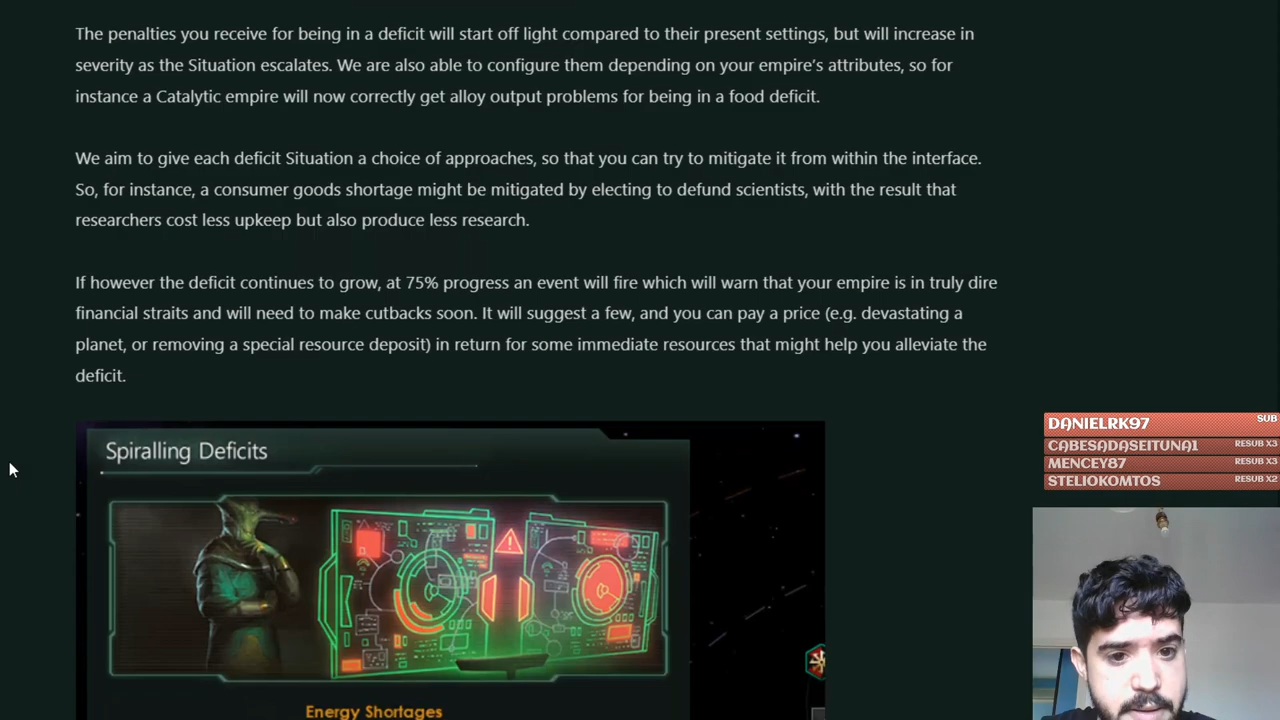 The penalties you receive for being in a deficit will start off light compared to their present settings, but will increase in
severity as the Situation escalates. We are also able to configure them depending on your empire's attributes, so for
instance a Catalytic empire will now correctly get alloy output problems for being in a food deficit.
We aim to give each deficit Situation a choice of approaches, so that you can try to mitigate it from within the interface.
So, for instance, a consumer goods shortage might be mitigated by electing to defund scientists, with the result that
researchers cost less upkeep but also produce less research.
If however the deficit continues to grow, at 75% progress an event will fire which will warn that your empire is in truly dire
financial straits and will need to make cutbacks soon. It will suggest a few, and you can pay a price (e.g. devastating a
planet, or removing a special resource deposit) in return for some immediate resources that might help you alleviate the
deficit.
Spiralling Deficits
Energy Shortages
DANIELRK97 SUB
CABESADASEITUNA1 RESUB X3
MENCEY87 RESUB X3
STELIOKOMTOS RESUB X2